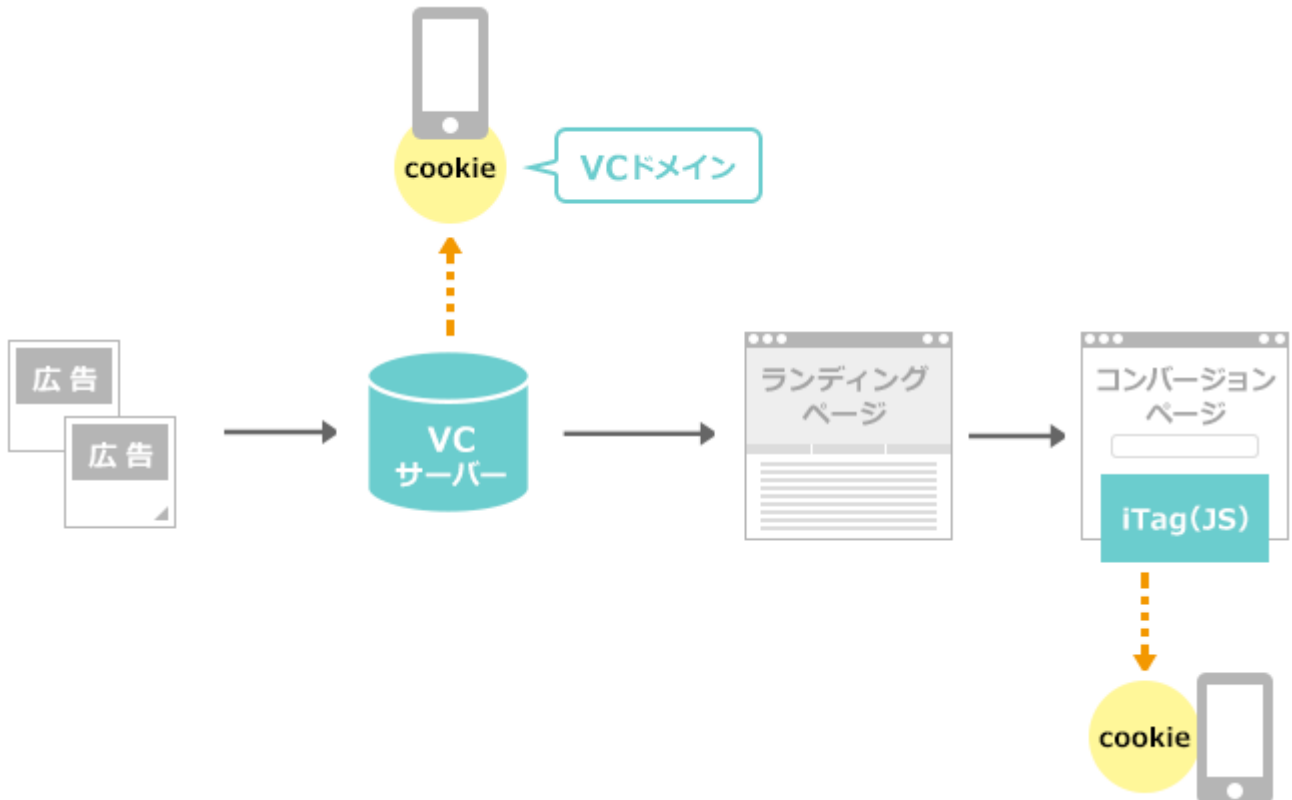 cookie
VCドメイン
広告
広告
VC
サーバー
ランディング
ページ
コンバージョン
ページ
iTag(JS)
cookie